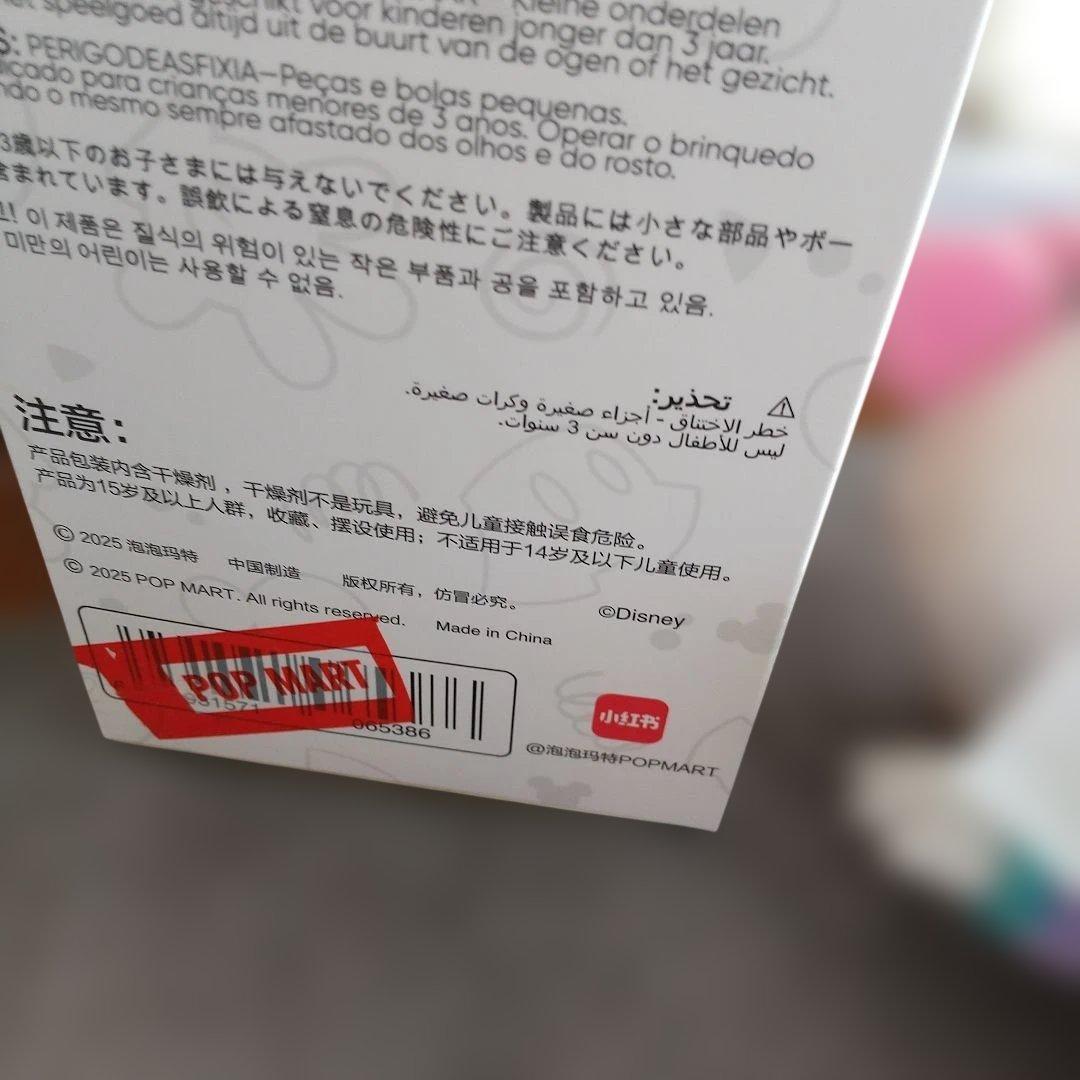 Kleine onderdelen
geschikt voor kinderen jonger dan 3 jaar.
speelgoed altijd uit de buurt van de ogen of het gezicht.
PERIGODEASFIXIA—Peças e bolas pequenas.
para crianças menores de 3 anos. Operar o brinquedo
o mesmo sempre afastado dos olhos e do rosto.
3歳以下のお子さまには与えないでください。製品には小さな部品やボー
含まれています。誤飲による窒息の危険性にご注意ください。
이 제품은 질식의 위험이 있는 작은 부품과 공을 포함하고 있음.
미만의 어린이는 사용할 수 없음.
⚠ تحذير:
خطر الاختناق - أجزاء صغيرة وكرات صغيرة.
ليس للأطفال دون سن 3 سنوات.
注意:
产品包装内含干燥剂，干燥剂不是玩具，避免儿童接触误食危险。
产品为15岁及以上人群，收藏、摆设使用；不适用于14岁及以下儿童使用。
© 2025 泡泡玛特 中国制造 版权所有，仿冒必究。
© 2025 POP MART. All rights reserved. Made in China
©Disney
POP MART
931571
065386
小红书
@泡泡玛特POPMART